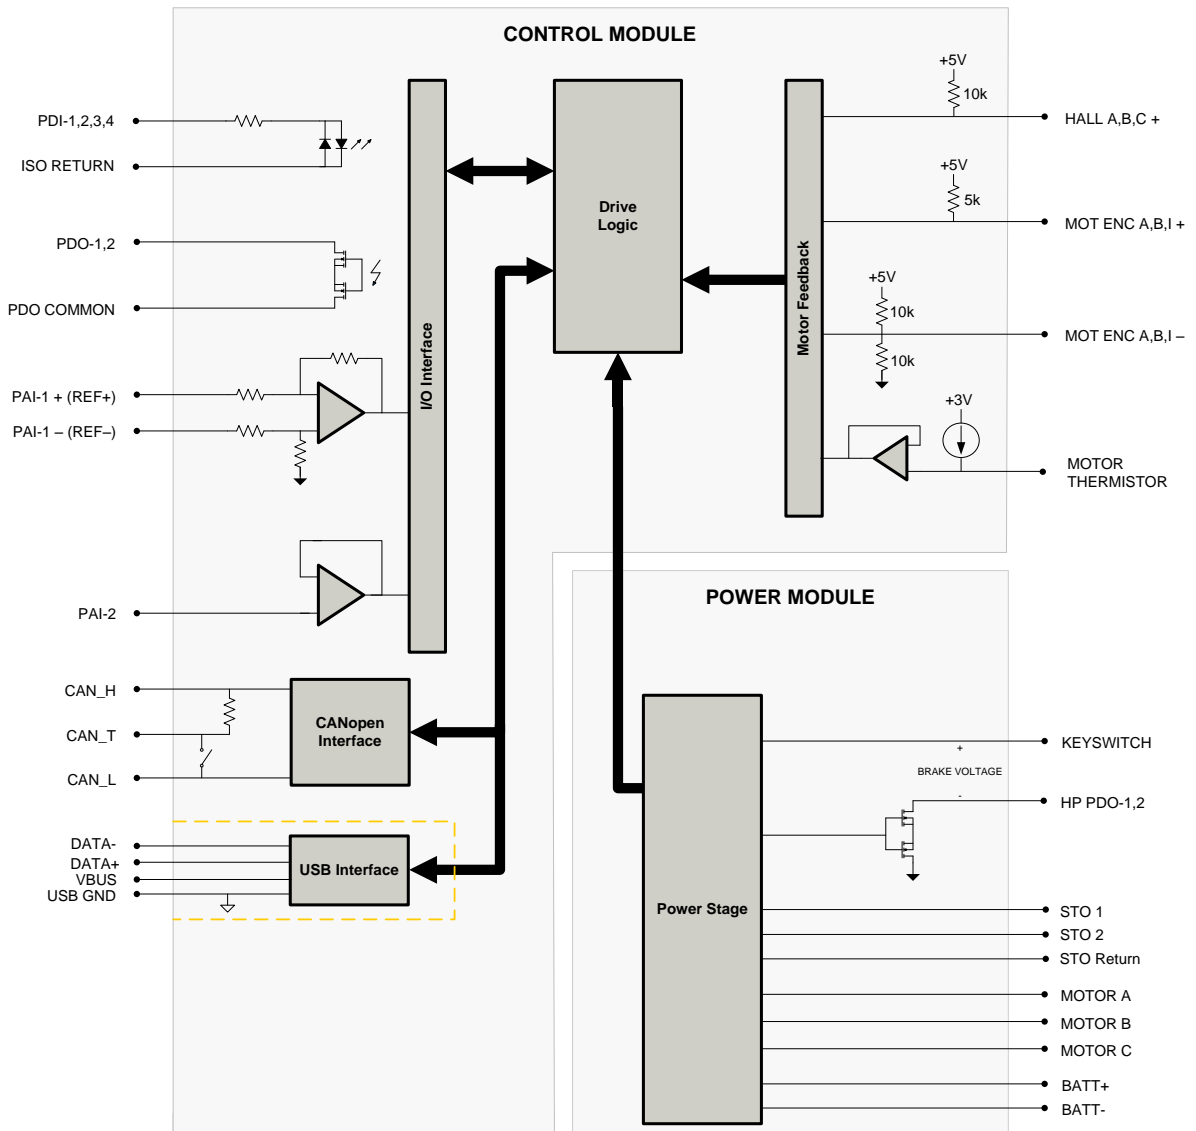 CONTROL MODULE
PDI-1,2,3,4
ISO RETURN
PDO-1,2
PDO COMMON
PAI-1 + (REF+)
PAI-1 – (REF–)
PAI-2
CAN_H
CAN_T
CAN_L
DATA-
DATA+
VBUS
USB GND
I/O Interface
CANopen
Interface
USB Interface
Drive
Logic
Motor Feedback
+5V
10k
HALL A,B,C +
+5V
5k
MOT ENC A,B,I +
+5V
10k
10k
MOT ENC A,B,I –
+3V
MOTOR
THERMISTOR
POWER MODULE
Power Stage
KEYSWITCH
+
BRAKE VOLTAGE
-
HP PDO-1,2
STO 1
STO 2
STO Return
MOTOR A
MOTOR B
MOTOR C
BATT+
BATT-